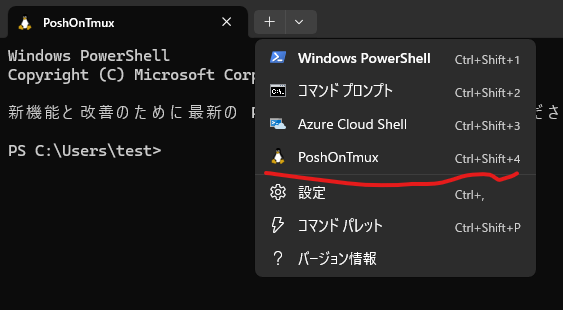 PoshOnTmux
Windows PowerShell
Copyright (C) Microsoft Corp
新機能と改善のために最新の
PS C:\Users\test>
Windows PowerShell Ctrl+Shift+1
コマンド プロンプト Ctrl+Shift+2
Azure Cloud Shell Ctrl+Shift+3
PoshOnTmux Ctrl+Shift+4
設定 Ctrl+,
コマンド パレット Ctrl+Shift+P
バージョン情報